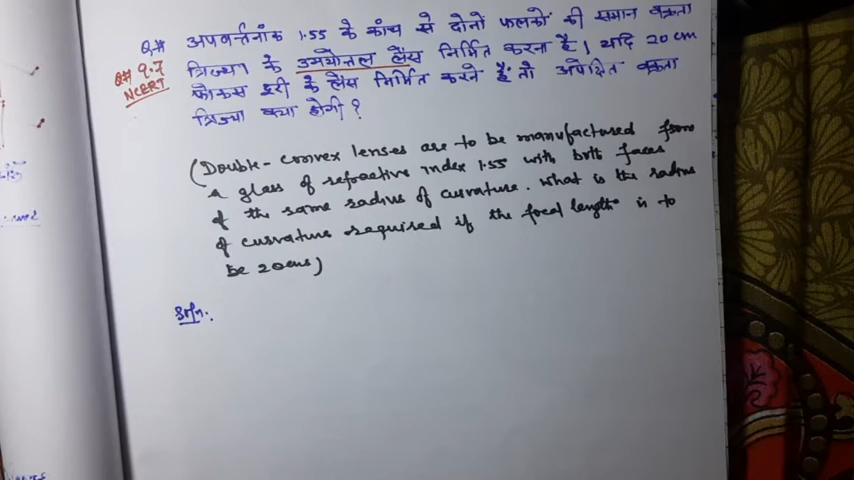 Q# अपवर्त्तनांक 1.55 के कांच से दोनों फलकों की समान वक्रता
Q# 9.7 त्रिज्या के उभयोत्तल लैंस निर्मित करना है। यदि 20 cm
NCERT फोकस दूरी के लैंस निर्मित करने हैं तो अपेक्षित वक्रता
त्रिज्या क्या होगी?
(Double-convex lenses are to be manufactured from
a glass of refractive index 1.55 with both faces
of the same radius of curvature. What is the radius
of curvature required if the focal length is to
be 20cm)
Soln.